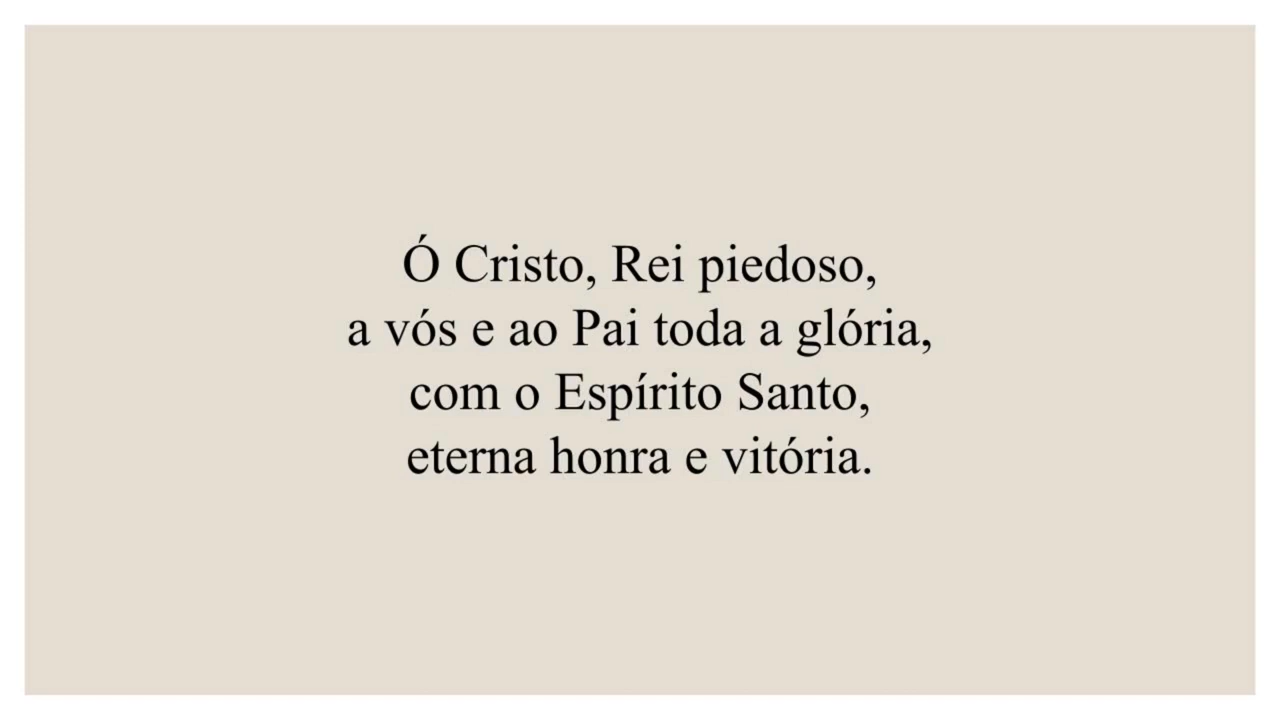 Ó Cristo, Rei piedoso,
a vós e ao Pai toda a glória,
com o Espírito Santo,
eterna honra e vitória.